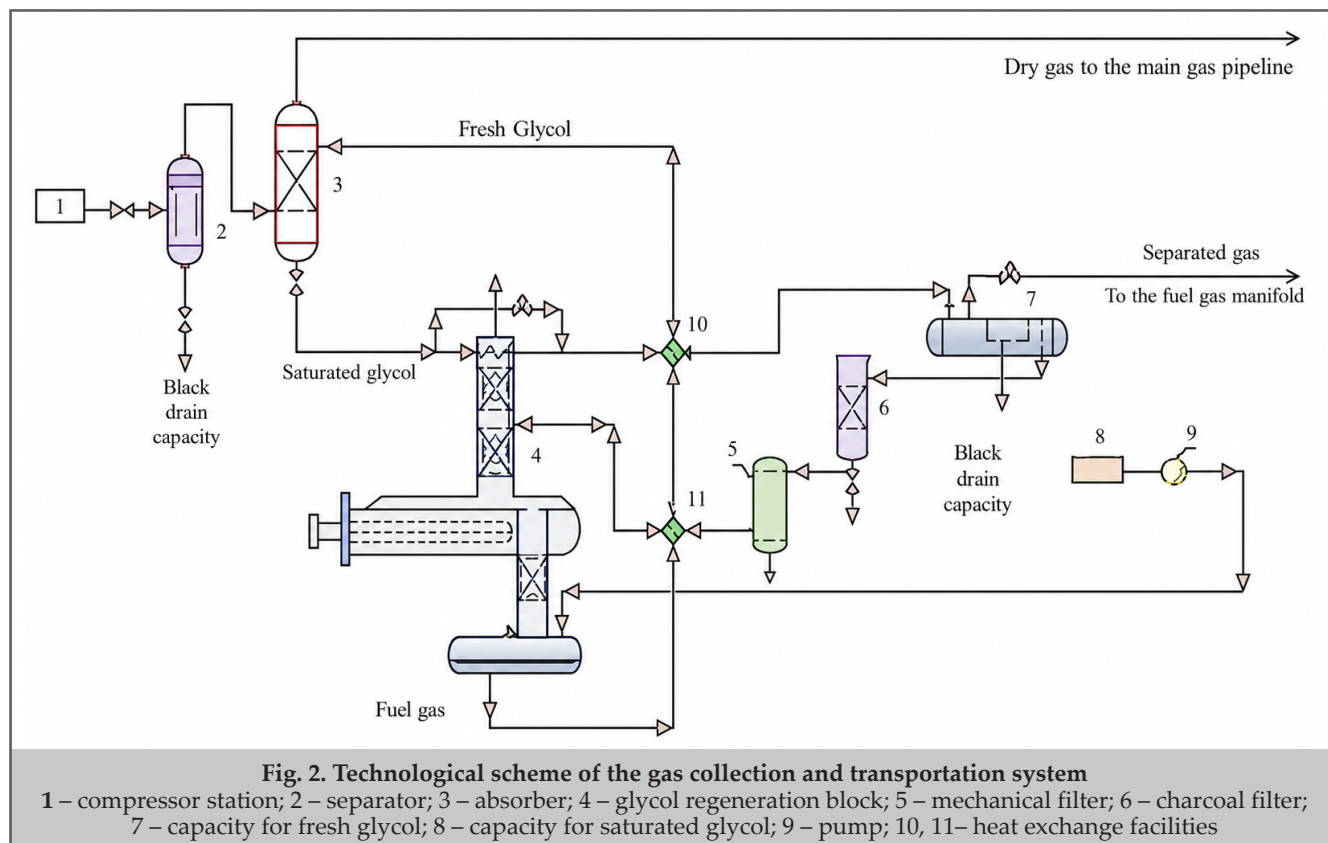 Dry gas to the main gas pipeline
Fresh Glycol
3
1
2
Separated gas
To the fuel gas manifold
7
10
Saturated glycol
Black
drain
capacity
6
4
5
8
9
Black
drain
capacity
11
Fuel gas
Fig. 2. Technological scheme of the gas collection and transportation system
1 – compressor station; 2 – separator; 3 – absorber; 4 – glycol regeneration block; 5 – mechanical filter; 6 – charcoal filter;
7 – capacity for fresh glycol; 8 – capacity for saturated glycol; 9 – pump; 10, 11– heat exchange facilities